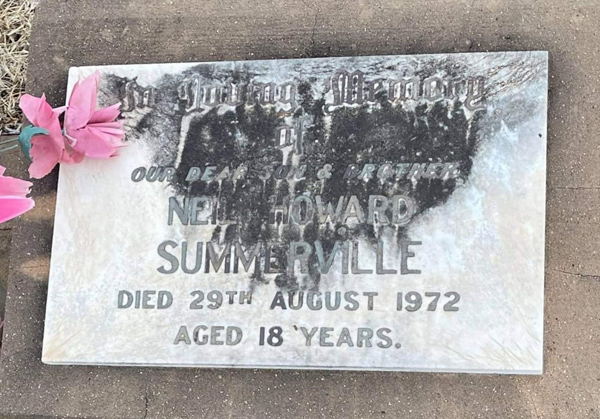 In Loving Memory
of
OUR DEAR SON & BROTHER
NEIL HOWARD
SUMMERVILLE
DIED 29TH AUGUST 1972
AGED 18 YEARS.